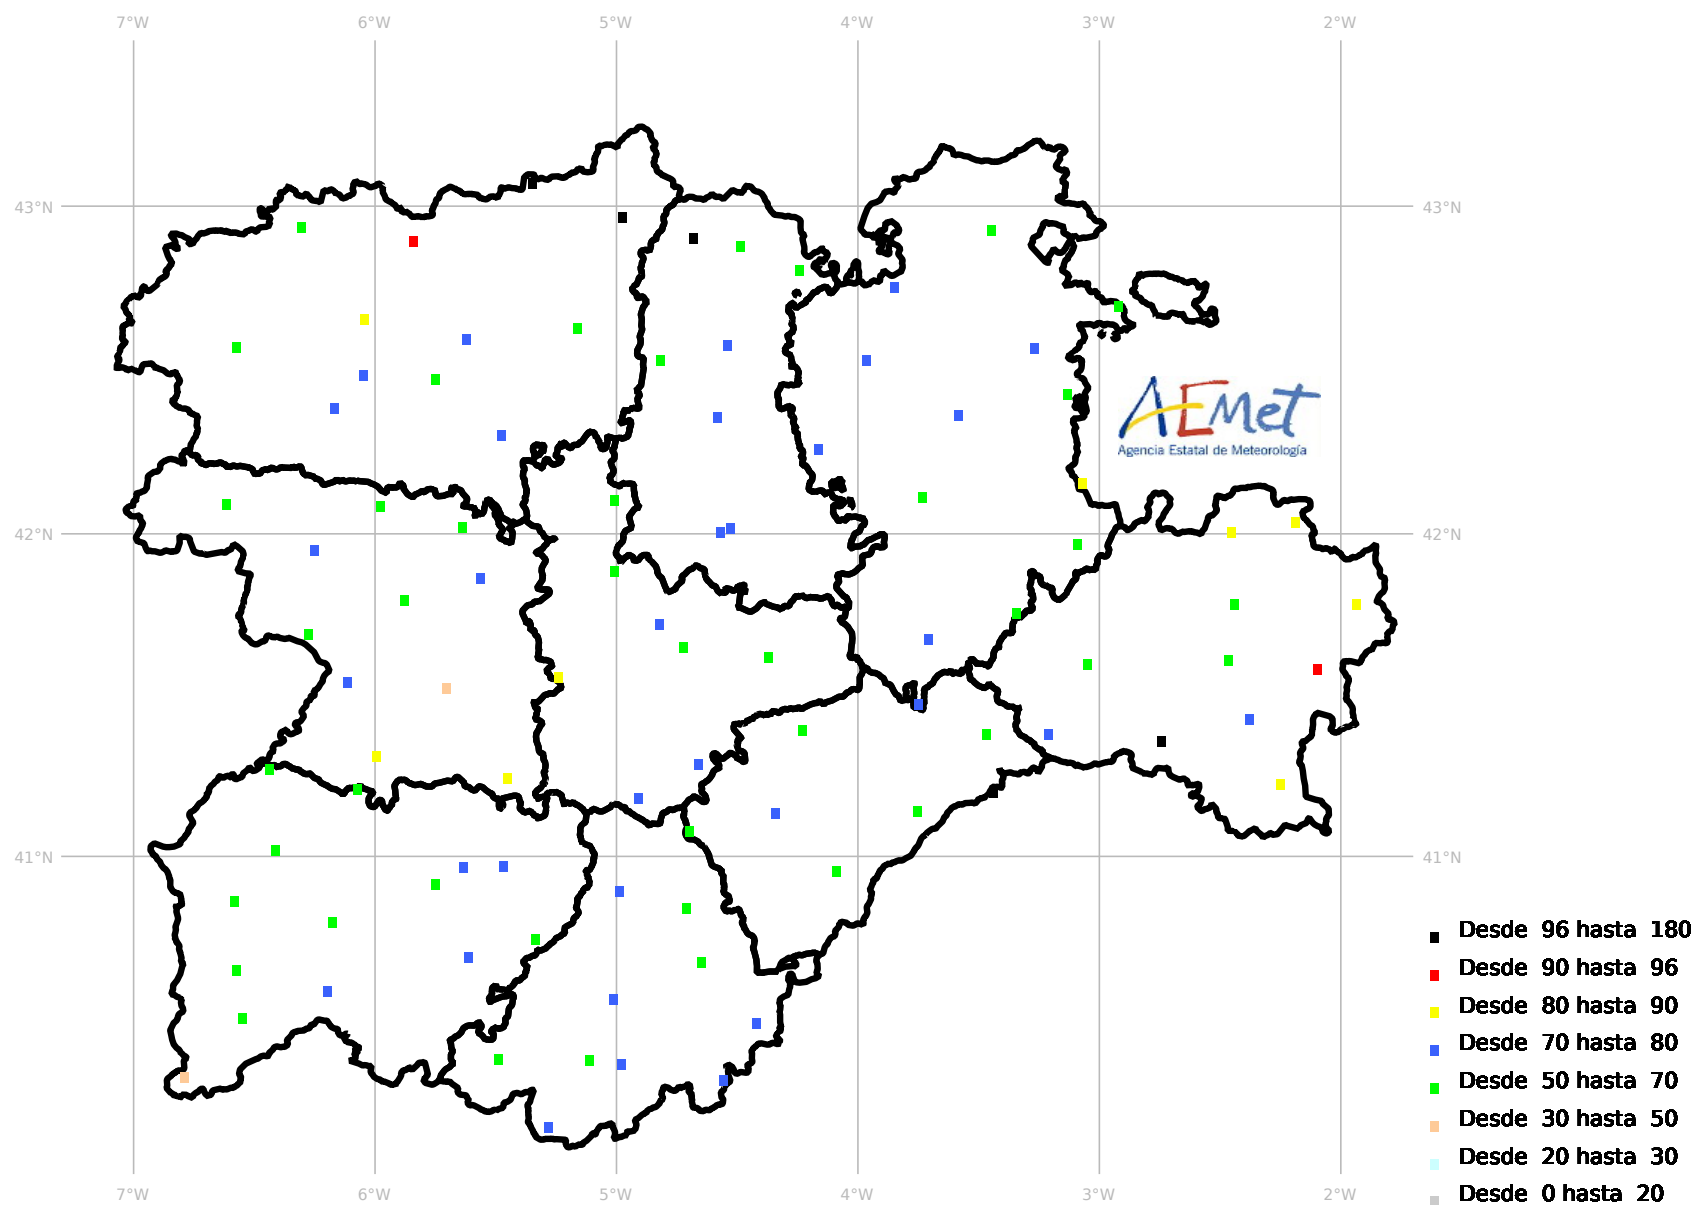 7°W 6°W 5°W 4°W 3°W 2°W
43°N 43°N
AEMet
Agencia Estatal de Meteorología
42°N 42°N
41°N 41°N
Desde 96 hasta 180
Desde 90 hasta 96
Desde 80 hasta 90
Desde 70 hasta 80
Desde 50 hasta 70
Desde 30 hasta 50
Desde 20 hasta 30
Desde 0 hasta 20
7°W 6°W 5°W 4°W 3°W 2°W